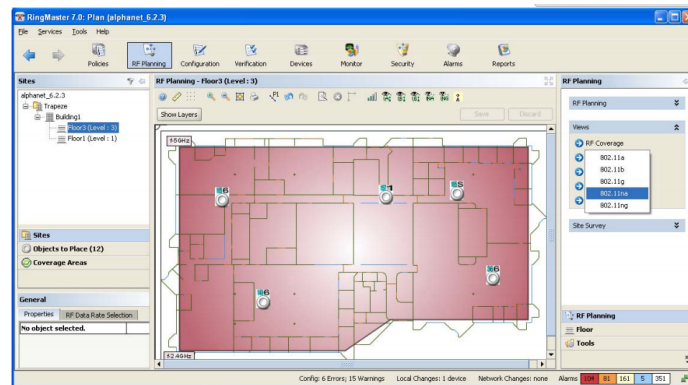 RingMaster 7.0: Plan (alphanet_6.2.3)
File Services Tools Help
Policies RF Planning Configuration Verification Devices Monitor Security Alarms Reports
Sites
RF Planning - Floor3 (Level : 3)
RF Planning
alphanet_6.2.3
Trapeze
Building1
Floor3 (Level : 3)
Floor1 (Level : 1)
Show Layers
Save Discard
5GHz
RF Planning
Views
RF Coverage
802.11a
802.11b
802.11g
802.11na
802.11ng
Site Survey
Sites
Objects to Place (12)
Coverage Areas
General
Properties RF Data Rate Selection
No object selected.
2.4GHz
RF Planning
Floor
Tools
Config: 6 Errors; 15 Warnings Local Changes: 1 device Network Changes: none Alarms 104 81 161 5 351